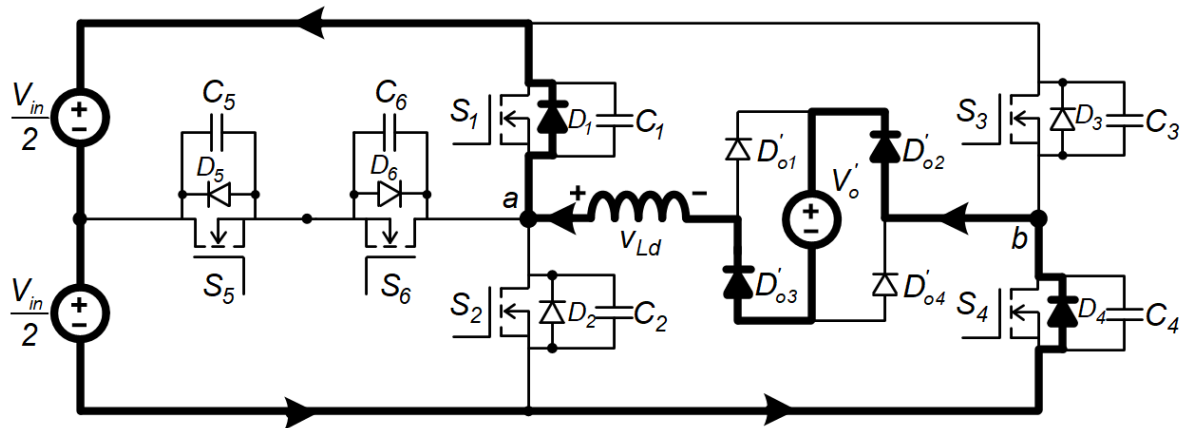 V_in/2
C_5
D_5
S_5
C_6
D_6
S_6
S_1
D_1
C_1
a
S_2
D_2
C_2
+ −
v_Ld
D'_o1
D'_o3
V'_o
D'_o2
D'_o4
b
S_3
D_3
C_3
S_4
D_4
C_4
V_in/2